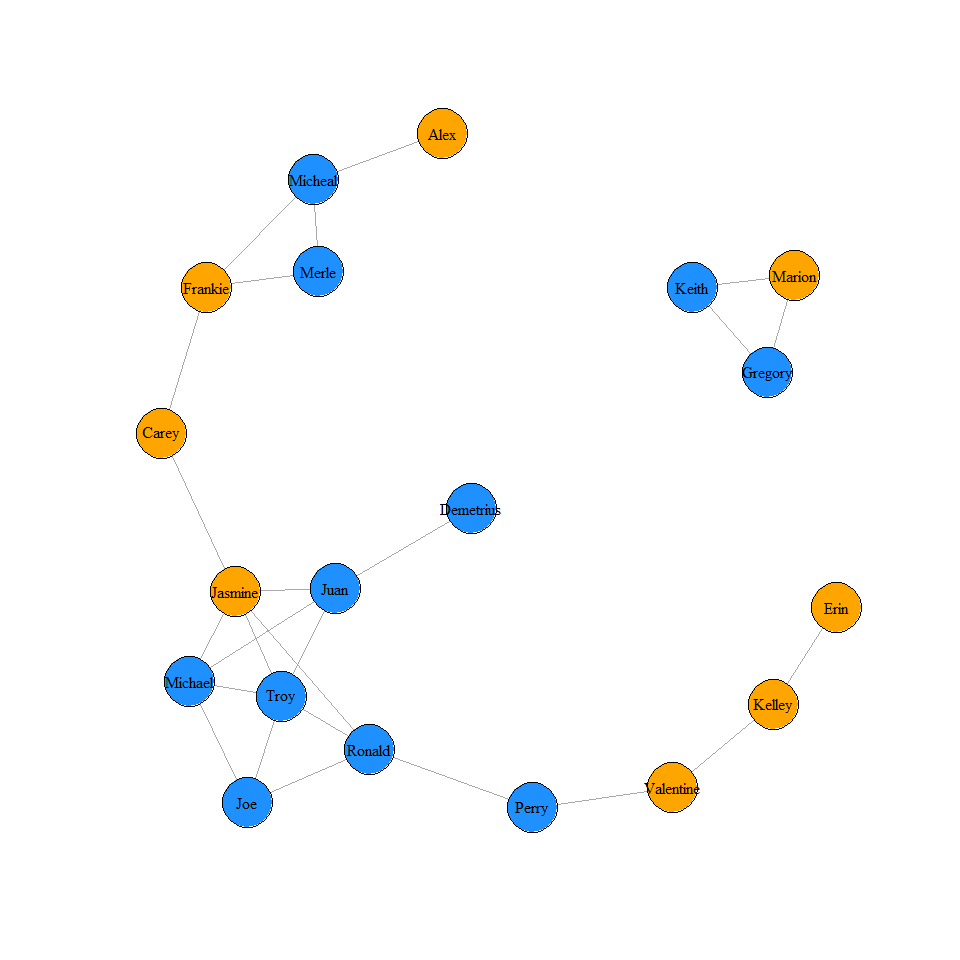 Alex
Micheal
Merle
Frankie
Keith
Marion
Gregory
Carey
Demetrius
Jasmine
Juan
Erin
Michael
Troy
Kelley
Ronald
Valentine
Joe
Perry